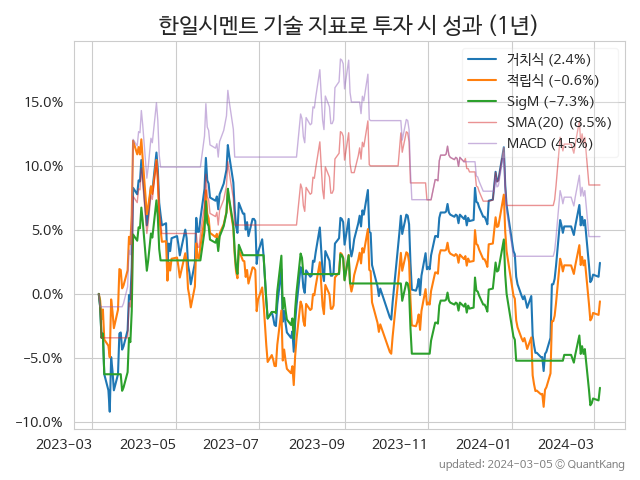 한일시멘트 기술 지표로 투자 시 성과 (1년)
거치식 (2.4%)
적립식 (−0.6%)
SigM (−7.3%)
SMA(20) (8.5%)
MACD (4.5%)
15.0%
10.0%
5.0%
0.0%
−5.0%
−10.0%
2023-03
2023-05
2023-07
2023-09
2023-11
2024-01
2024-03
updated: 2024-03-05 ⓒ QuantKang